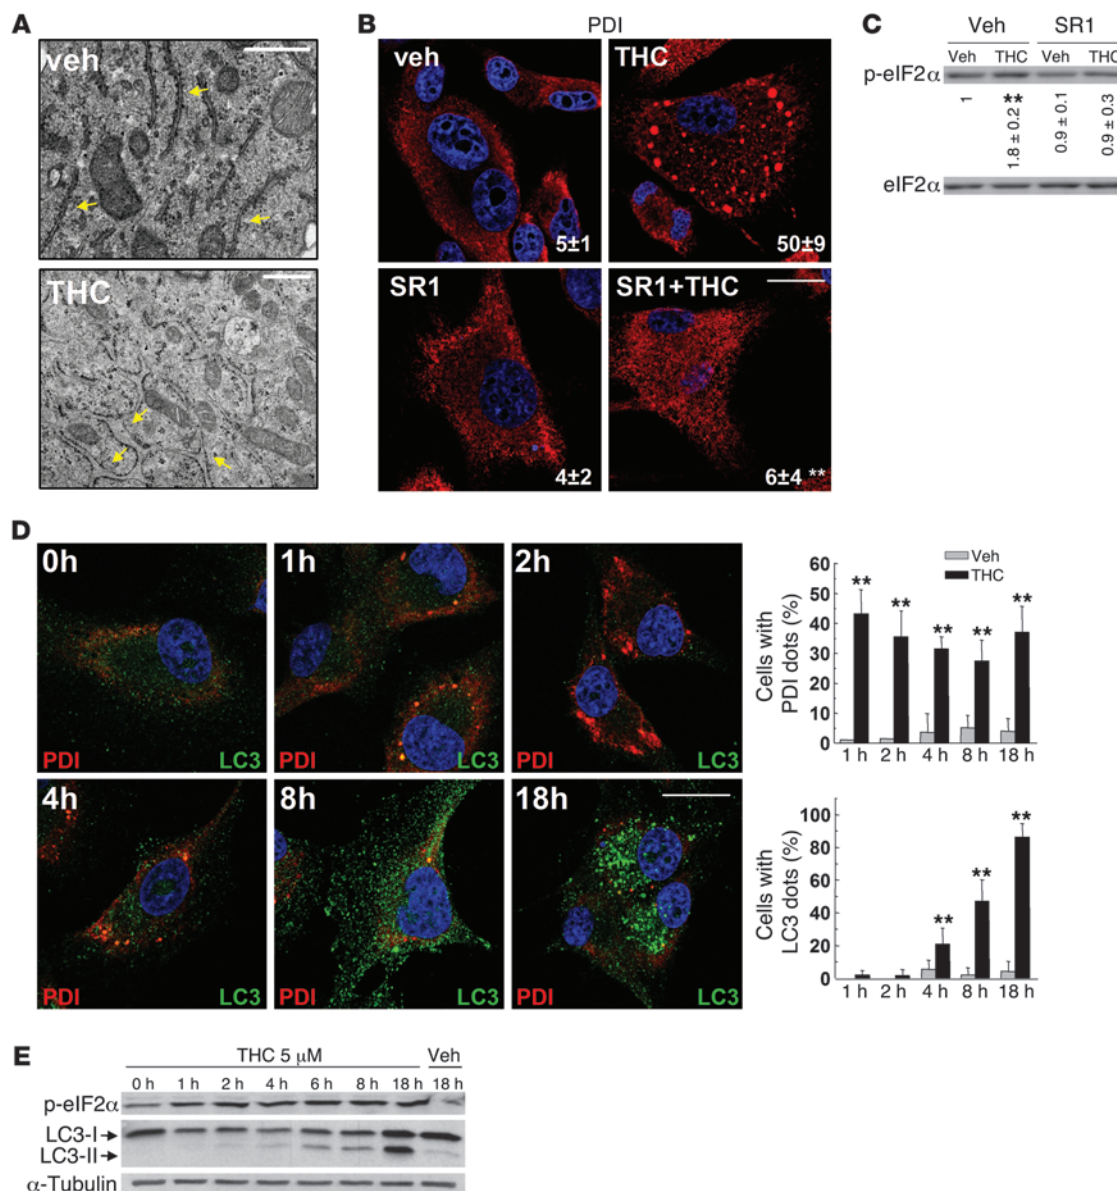 A
veh
THC
B
PDI
veh
5±1
THC
50±9
SR1
4±2
SR1+THC
6±4 **
C
Veh SR1
Veh THC Veh THC
p-eIF2α
1
1.8 ± 0.2**
0.9 ± 0.1
0.9 ± 0.3
eIF2α
D
0h
PDI LC3
1h
PDI LC3
2h
PDI LC3
4h
PDI LC3
8h
PDI LC3
18h
PDI LC3
Veh
THC
Cells with
PDI dots (%)
60
50
40
30
20
10
0
** ** ** ** **
1 h 2 h 4 h 8 h 18 h
Cells with
LC3 dots (%)
100
80
60
40
20
0
** ** **
1 h 2 h 4 h 8 h 18 h
E
THC 5 μM Veh
0 h 1 h 2 h 4 h 6 h 8 h 18 h 18 h
p-eIF2α
LC3-I
LC3-II
α-Tubulin